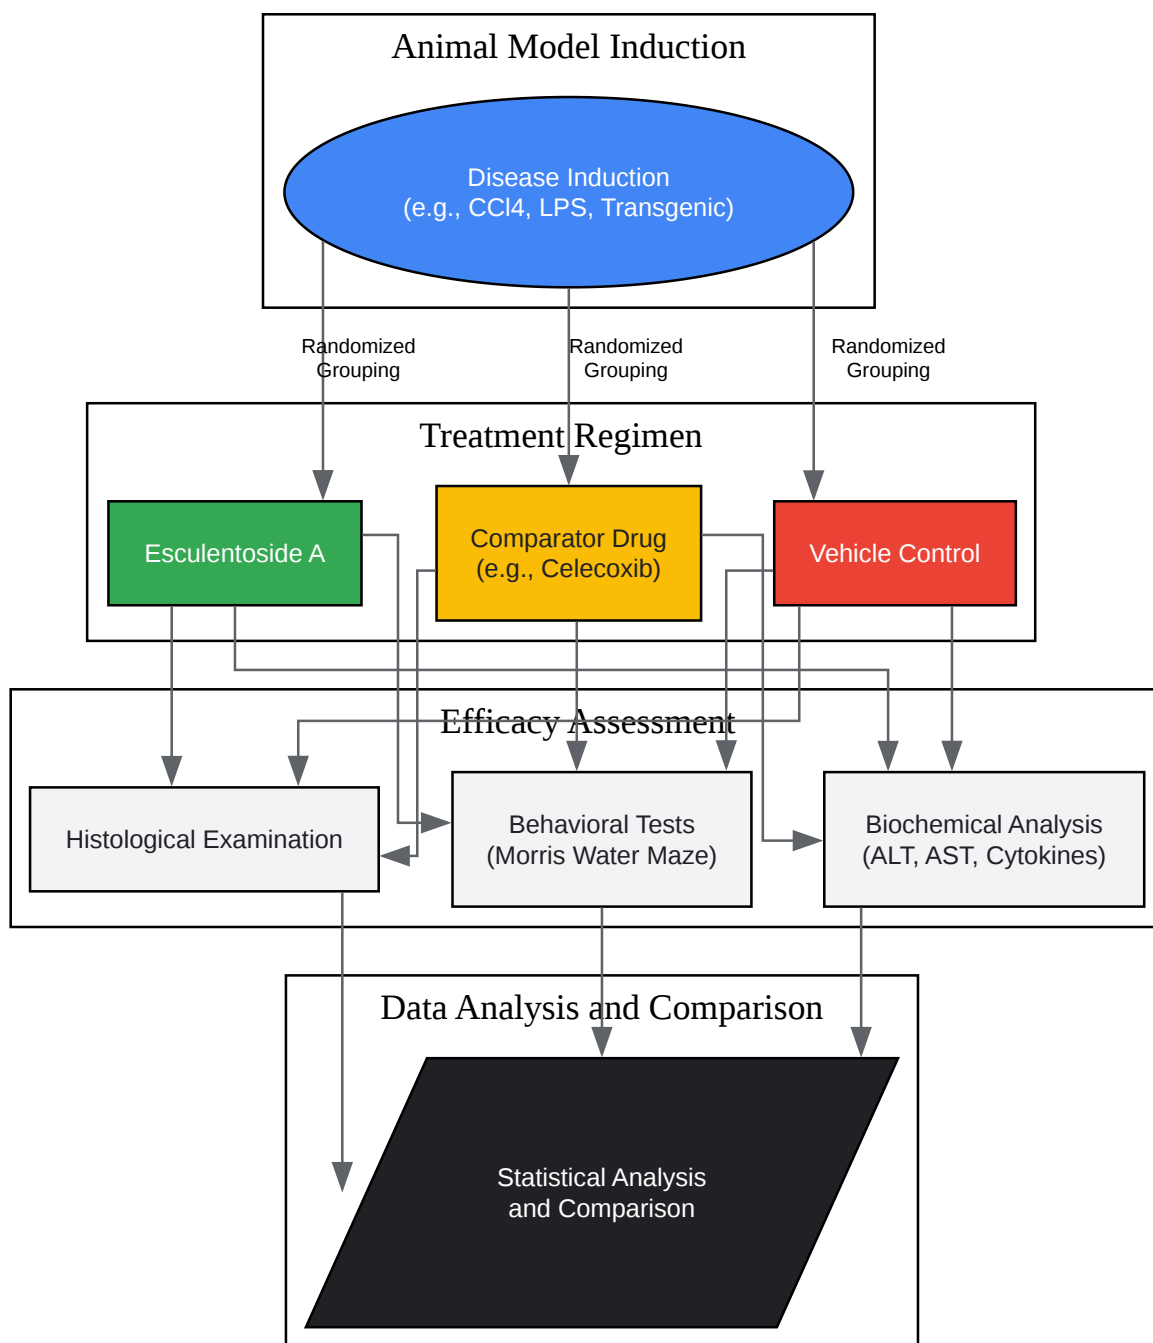 Animal Model Induction
Disease Induction
(e.g., CCl4, LPS, Transgenic)
Randomized
Grouping
Randomized
Grouping
Randomized
Grouping
Treatment Regimen
Esculentoside A
Comparator Drug
(e.g., Celecoxib)
Vehicle Control
Efficacy Assessment
Histological Examination
Behavioral Tests
(Morris Water Maze)
Biochemical Analysis
(ALT, AST, Cytokines)
Data Analysis and Comparison
Statistical Analysis
and Comparison